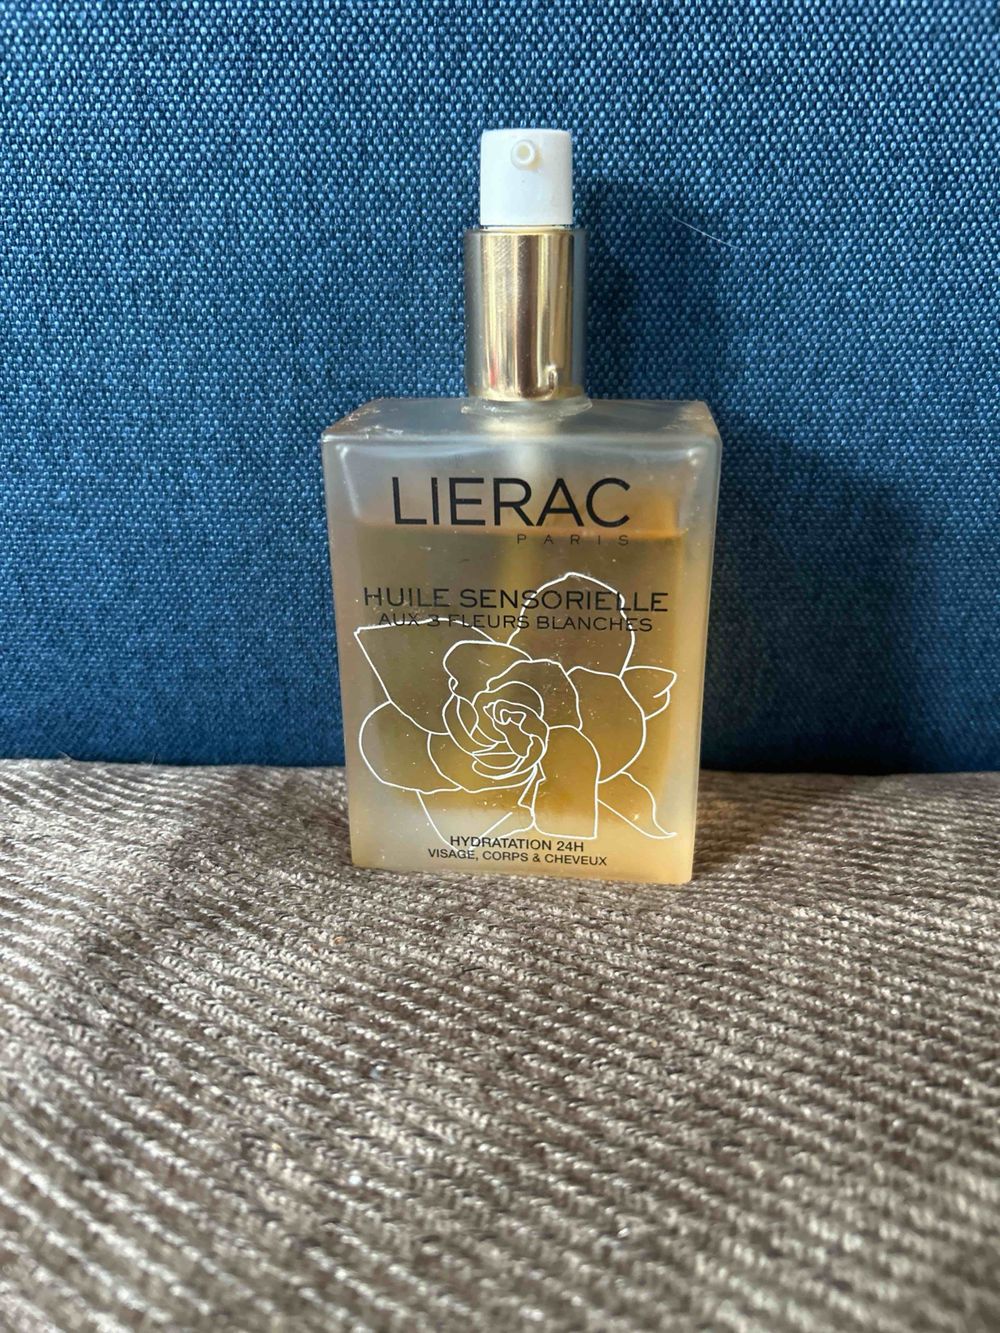 LIERAC
PARIS
HUILE SENSORIELLE
AUX 3 FLEURS BLANCHES
HYDRATATION 24H
VISAGE, CORPS & CHEVEUX